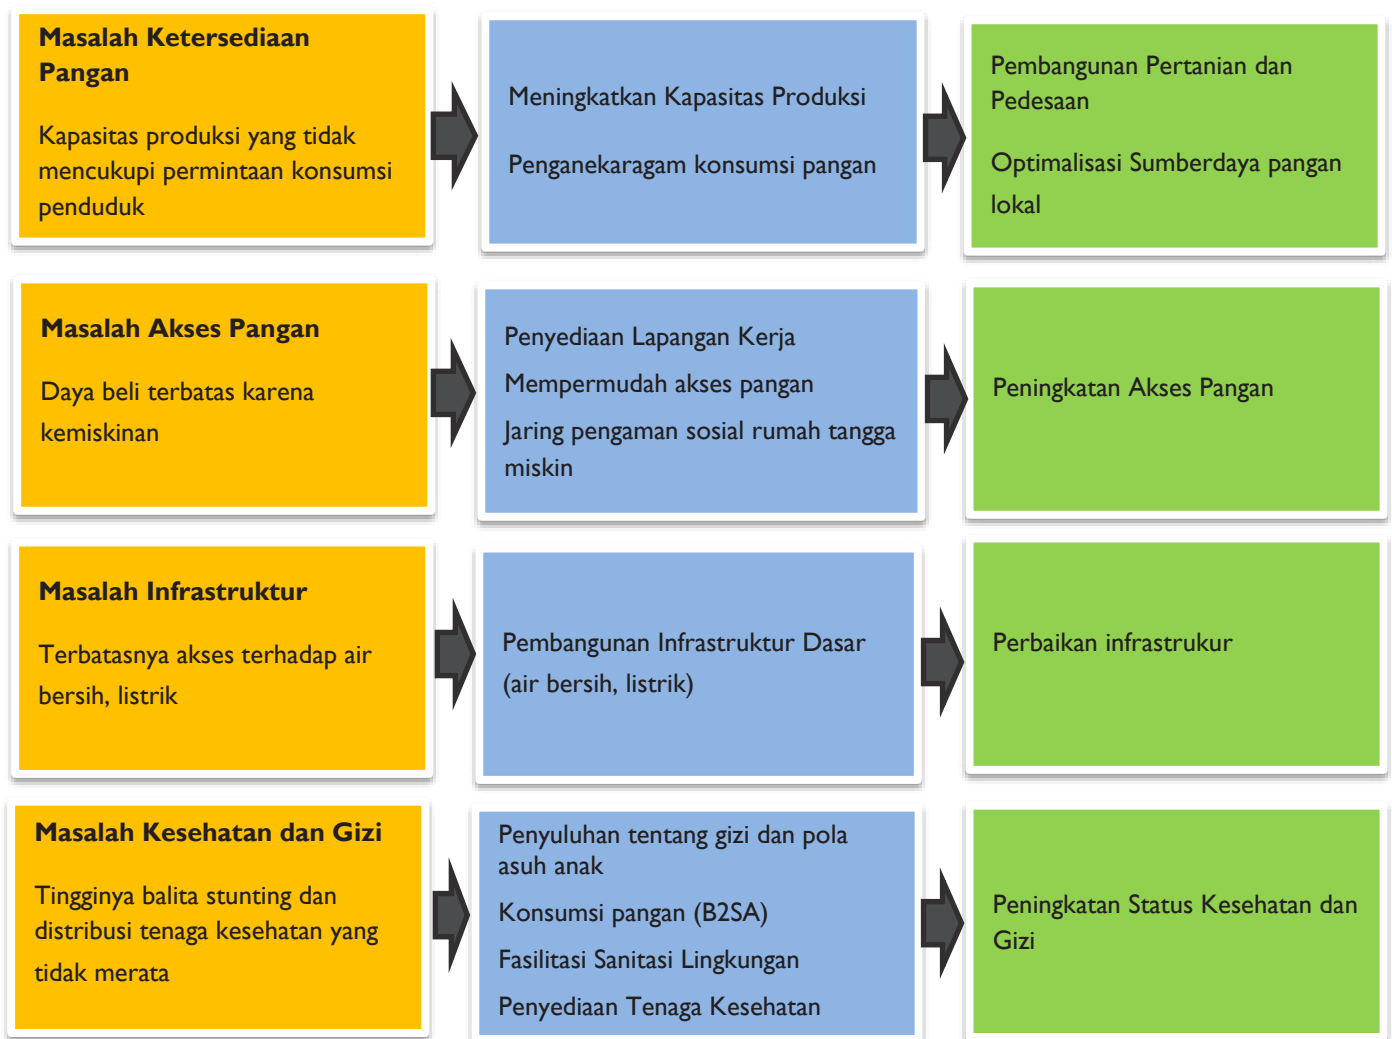 Masalah Ketersediaan
Pangan
Kapasitas produksi yang tidak
mencukupi permintaan konsumsi
penduduk
Meningkatkan Kapasitas Produksi
Penganekaragam konsumsi pangan
Pembangunan Pertanian dan
Pedesaan
Optimalisasi Sumberdaya pangan
lokal
Masalah Akses Pangan
Daya beli terbatas karena
kemiskinan
Penyediaan Lapangan Kerja
Mempermudah akses pangan
Jaring pengaman sosial rumah tangga
miskin
Peningkatan Akses Pangan
Masalah Infrastruktur
Terbatasnya akses terhadap air
bersih, listrik
Pembangunan Infrastruktur Dasar
(air bersih, listrik)
Perbaikan infrastrukur
Masalah Kesehatan dan Gizi
Tingginya balita stunting dan
distribusi tenaga kesehatan yang
tidak merata
Penyuluhan tentang gizi dan pola
asuh anak
Konsumsi pangan (B2SA)
Fasilitasi Sanitasi Lingkungan
Penyediaan Tenaga Kesehatan
Peningkatan Status Kesehatan dan
Gizi